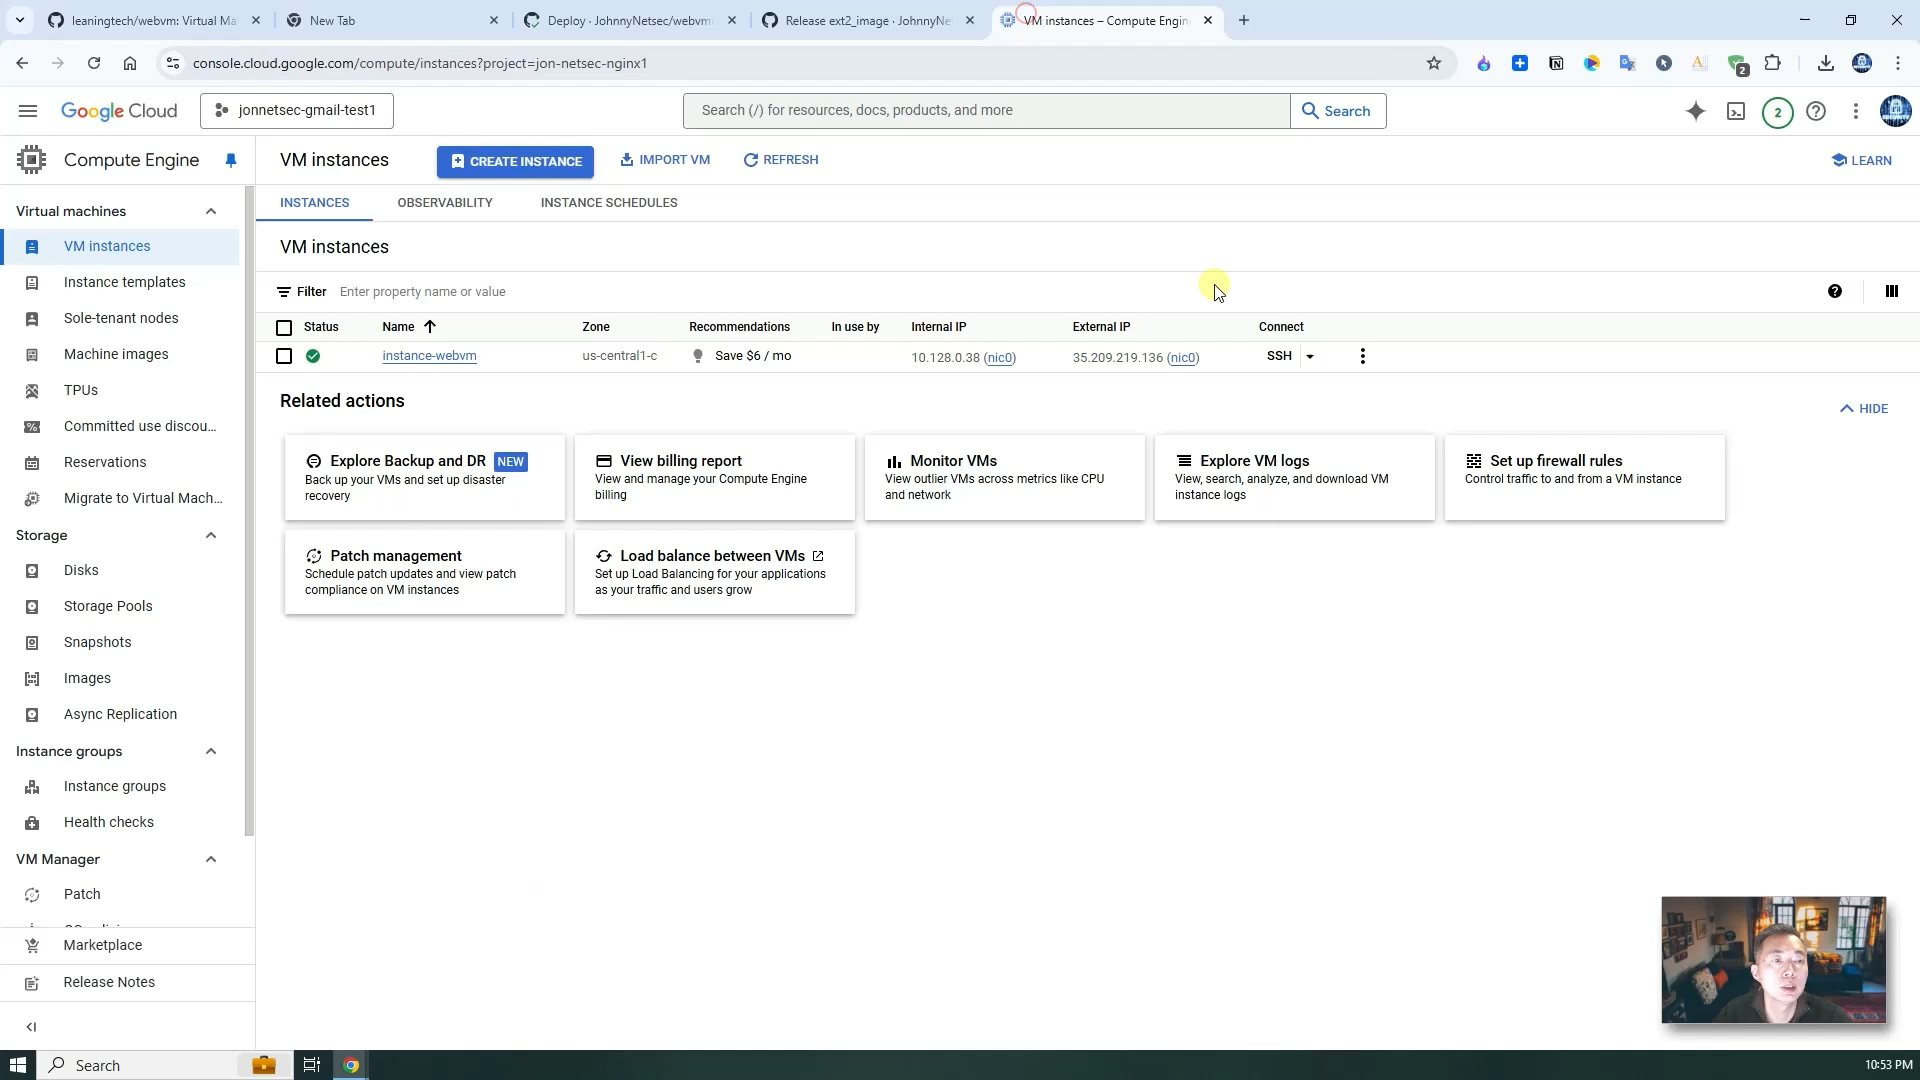 leaningtech/webvm: Virtual Ma
New Tab
Deploy · JohnnyNetsec/webvm
Release ext2_image · JohnnyNe
VM instances – Compute Engin
console.cloud.google.com/compute/instances?project=jon-netsec-nginx1
2
Google Cloud
jonnetsec-gmail-test1
Search (/) for resources, docs, products, and more
Search
2
Compute Engine
VM instances
CREATE INSTANCE
IMPORT VM
REFRESH
LEARN
Virtual machines
VM instances
Instance templates
Sole-tenant nodes
Machine images
TPUs
Committed use discou...
Reservations
Migrate to Virtual Mach...
Storage
Disks
Storage Pools
Snapshots
Images
Async Replication
Instance groups
Instance groups
Health checks
VM Manager
Patch
Marketplace
Release Notes
INSTANCES
OBSERVABILITY
INSTANCE SCHEDULES
VM instances
Filter Enter property name or value
Status Name Zone Recommendations In use by Internal IP External IP Connect
instance-webvm us-central1-c Save $6 / mo 10.128.0.38 (nic0) 35.209.219.136 (nic0) SSH
Related actions
HIDE
Explore Backup and DR NEW
Back up your VMs and set up disaster
recovery
View billing report
View and manage your Compute Engine
billing
Monitor VMs
View outlier VMs across metrics like CPU
and network
Explore VM logs
View, search, analyze, and download VM
instance logs
Set up firewall rules
Control traffic to and from a VM instance
Patch management
Schedule patch updates and view patch
compliance on VM instances
Load balance between VMs
Set up Load Balancing for your applications
as your traffic and users grow
Search
10:53 PM